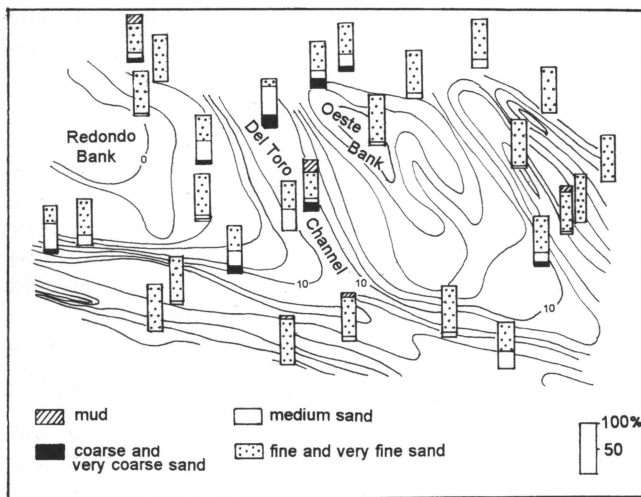 Redondo
Bank
0
Del Toro
Channel
Oeste
Bank
10
10
10
mud
medium sand
coarse and
very coarse sand
fine and very fine sand
100%
50